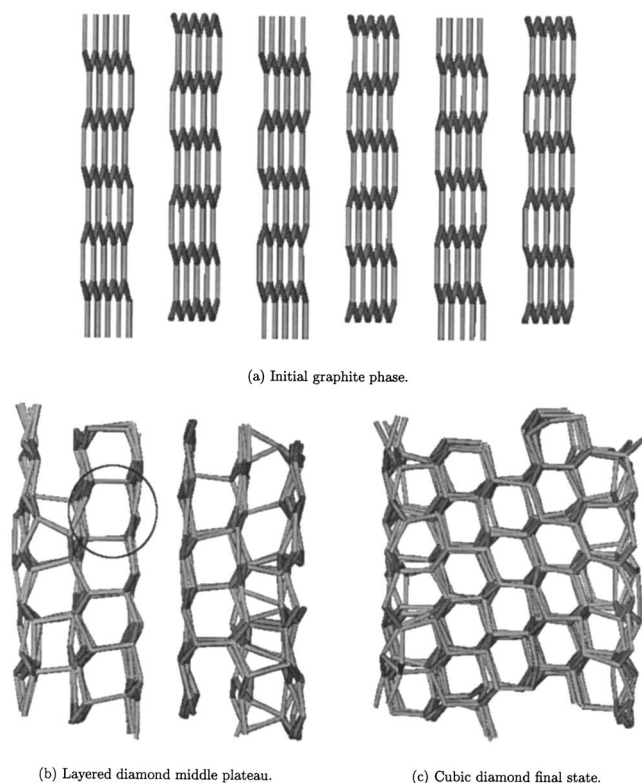 (a) Initial graphite phase.
(b) Layered diamond middle plateau.
(c) Cubic diamond final state.